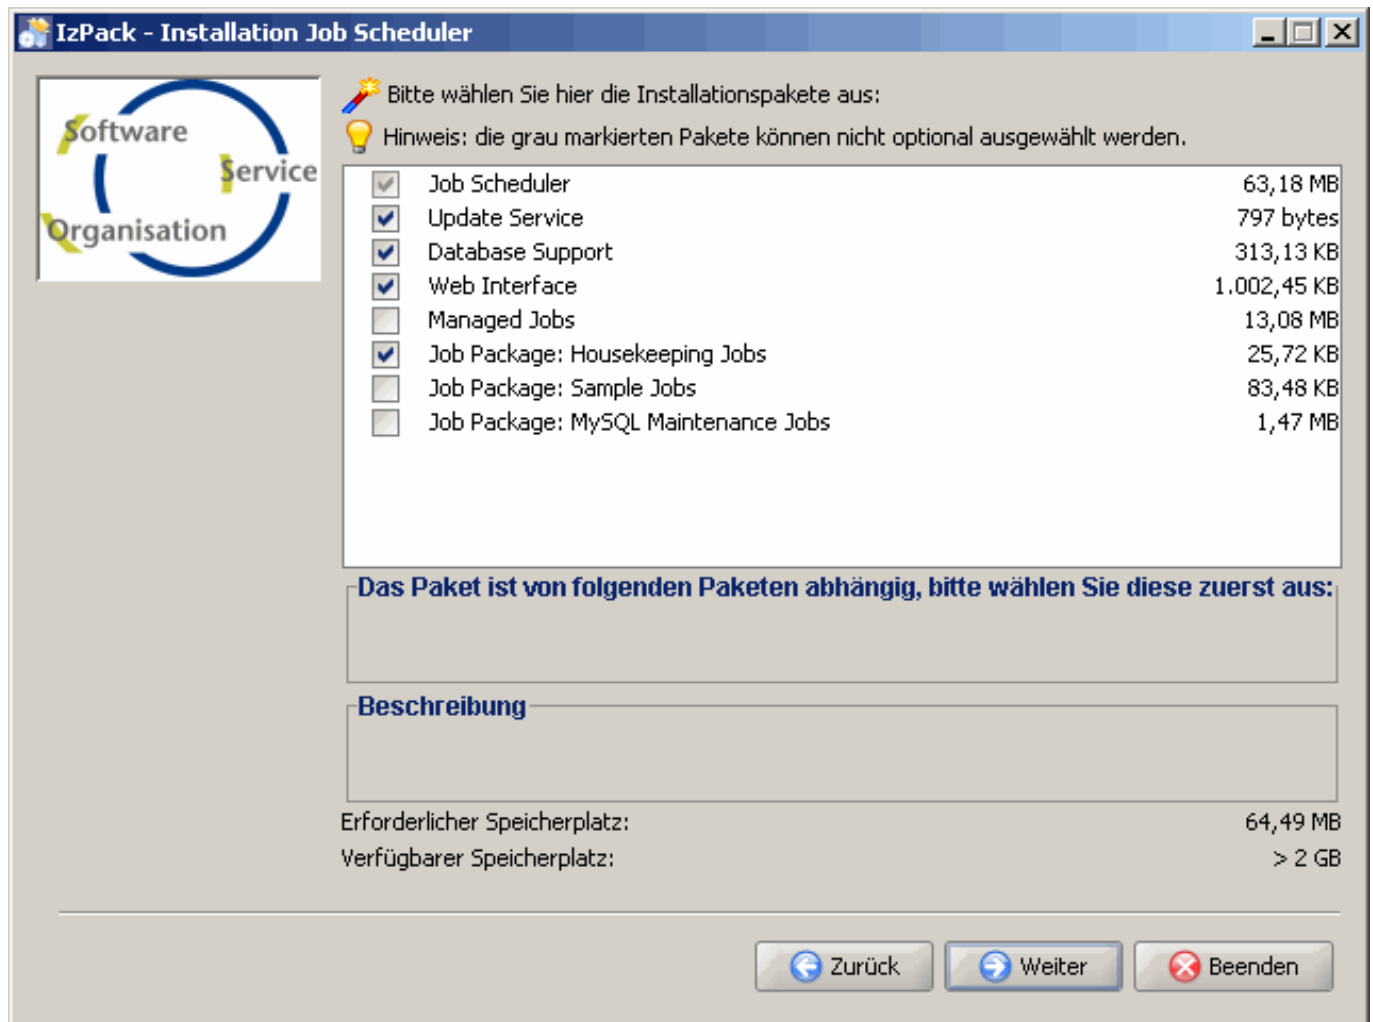 IzPack - Installation Job Scheduler
Software
Service
Organisation
Bitte wählen Sie hier die Installationspakete aus:
Hinweis: die grau markierten Pakete können nicht optional ausgewählt werden.
Job Scheduler 63,18 MB
Update Service 797 bytes
Database Support 313,13 KB
Web Interface 1.002,45 KB
Managed Jobs 13,08 MB
Job Package: Housekeeping Jobs 25,72 KB
Job Package: Sample Jobs 83,48 KB
Job Package: MySQL Maintenance Jobs 1,47 MB
Das Paket ist von folgenden Paketen abhängig, bitte wählen Sie diese zuerst aus:
Beschreibung
Erforderlicher Speicherplatz: 64,49 MB
Verfügbarer Speicherplatz: > 2 GB
Zurück Weiter Beenden